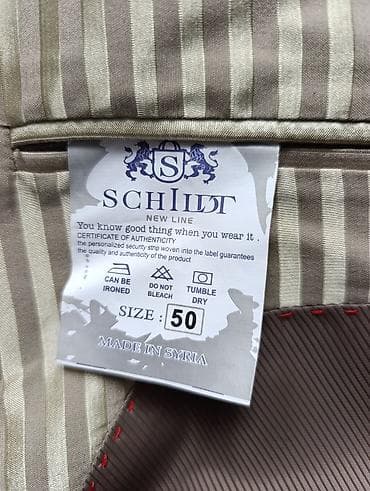 S
SCHILDT
NEW LINE
You know good thing when you wear it.
CERTIFICATE OF AUTHENTICITY
the personalized security strip woven into the label guarantees
the quality and authenticity of the product
CAN BE IRONED
DO NOT BLEACH
TUMBLE DRY
SIZE : 50
MADE IN SYRIA